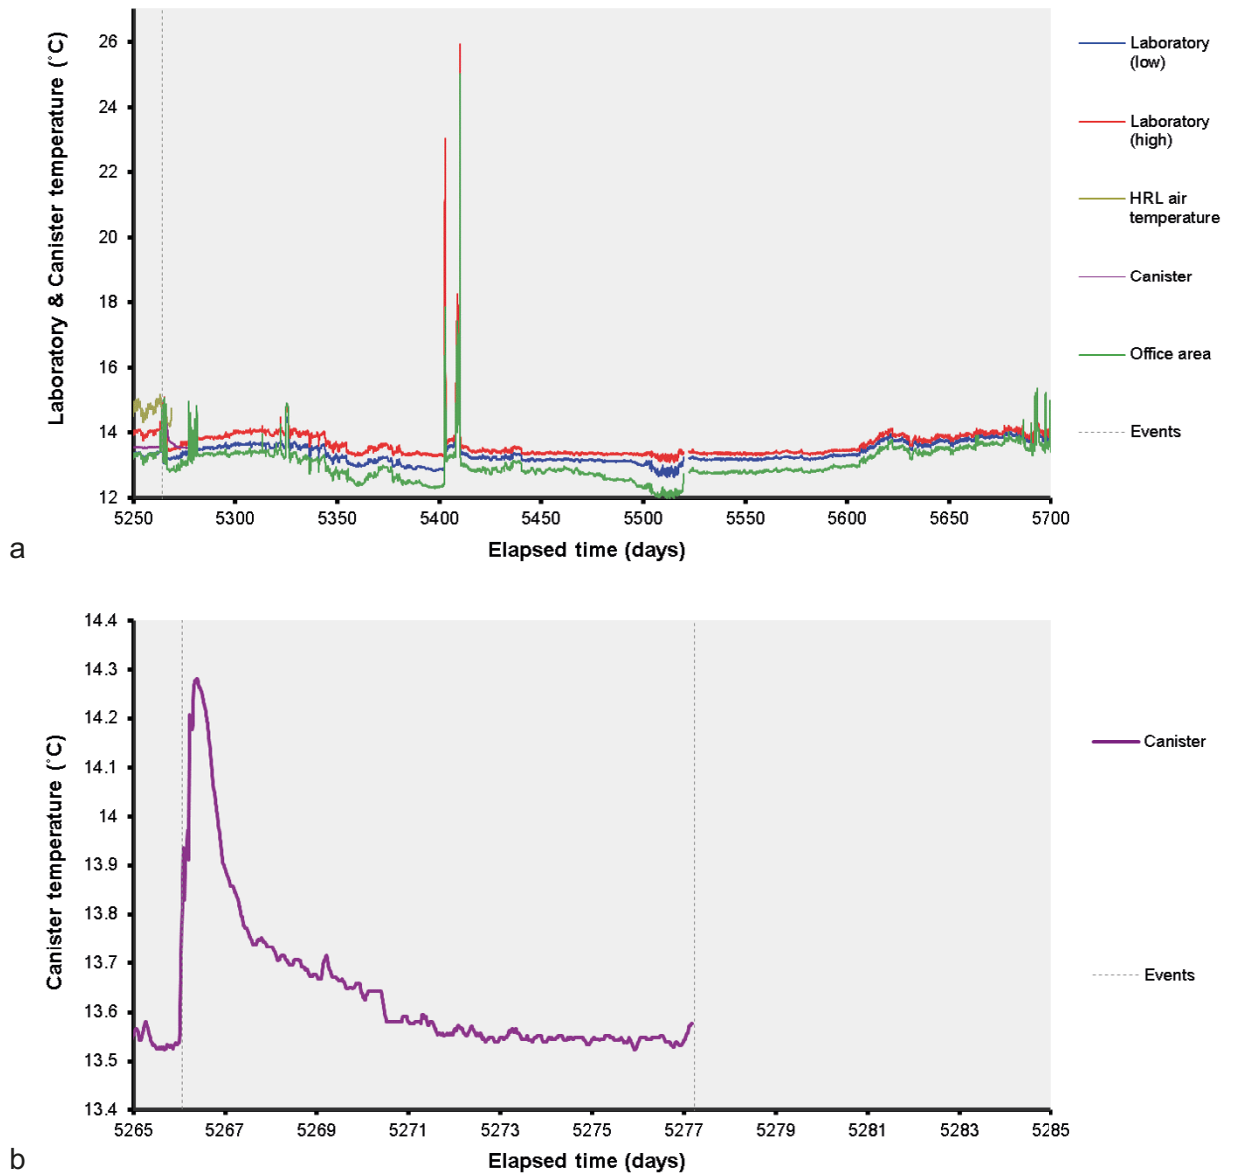 Laboratory & Canister temperature (˚C)
26
24
22
20
18
16
14
12
5250
5300
5350
5400
5450
5500
5550
5600
5650
5700
Elapsed time (days)
Laboratory
(low)
Laboratory
(high)
HRL air
temperature
Canister
Office area
Events
a
Canister temperature (˚C)
14.4
14.3
14.2
14.1
14
13.9
13.8
13.7
13.6
13.5
13.4
5265
5267
5269
5271
5273
5275
5277
5279
5281
5283
5285
Elapsed time (days)
Canister
Events
b